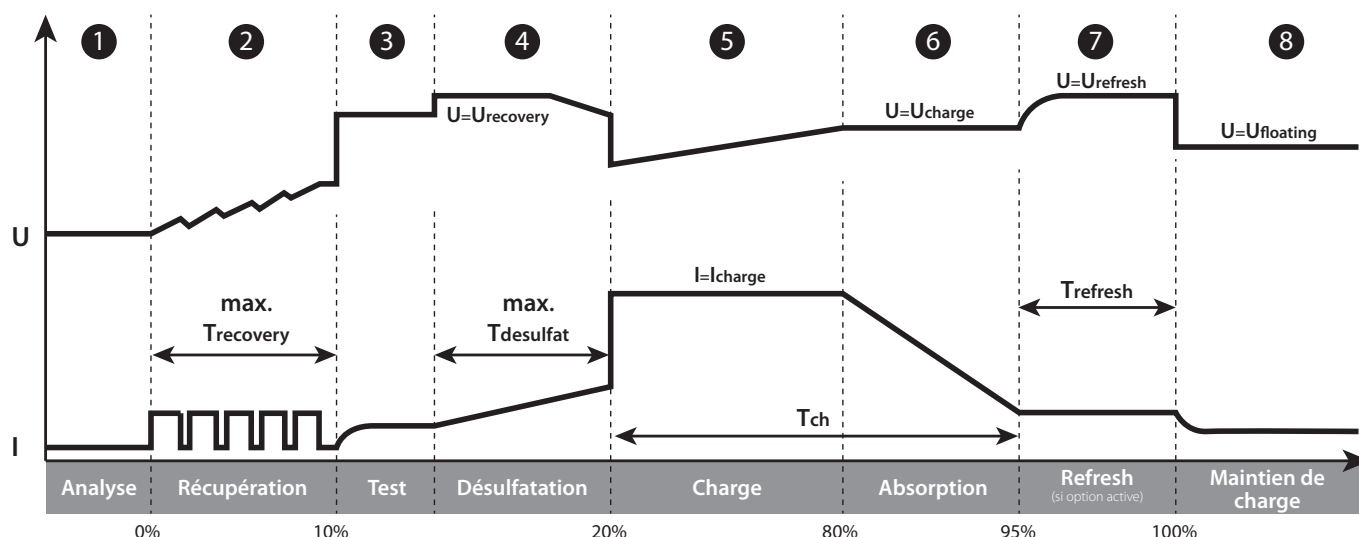 1 2 3 4 5 6 7 8
U=Urecovery
U=Ucharge
U=Urefresh
U=Ufloating
U
max.
Trecovery
max.
Tdesulfat
I=Icharge
Trefresh
Tch
I
Analyse
Récupération
Test
Désulfatation
Charge
Absorption
Refresh
(si option active)
Maintien de
charge
0% 10% 20% 80% 95% 100%